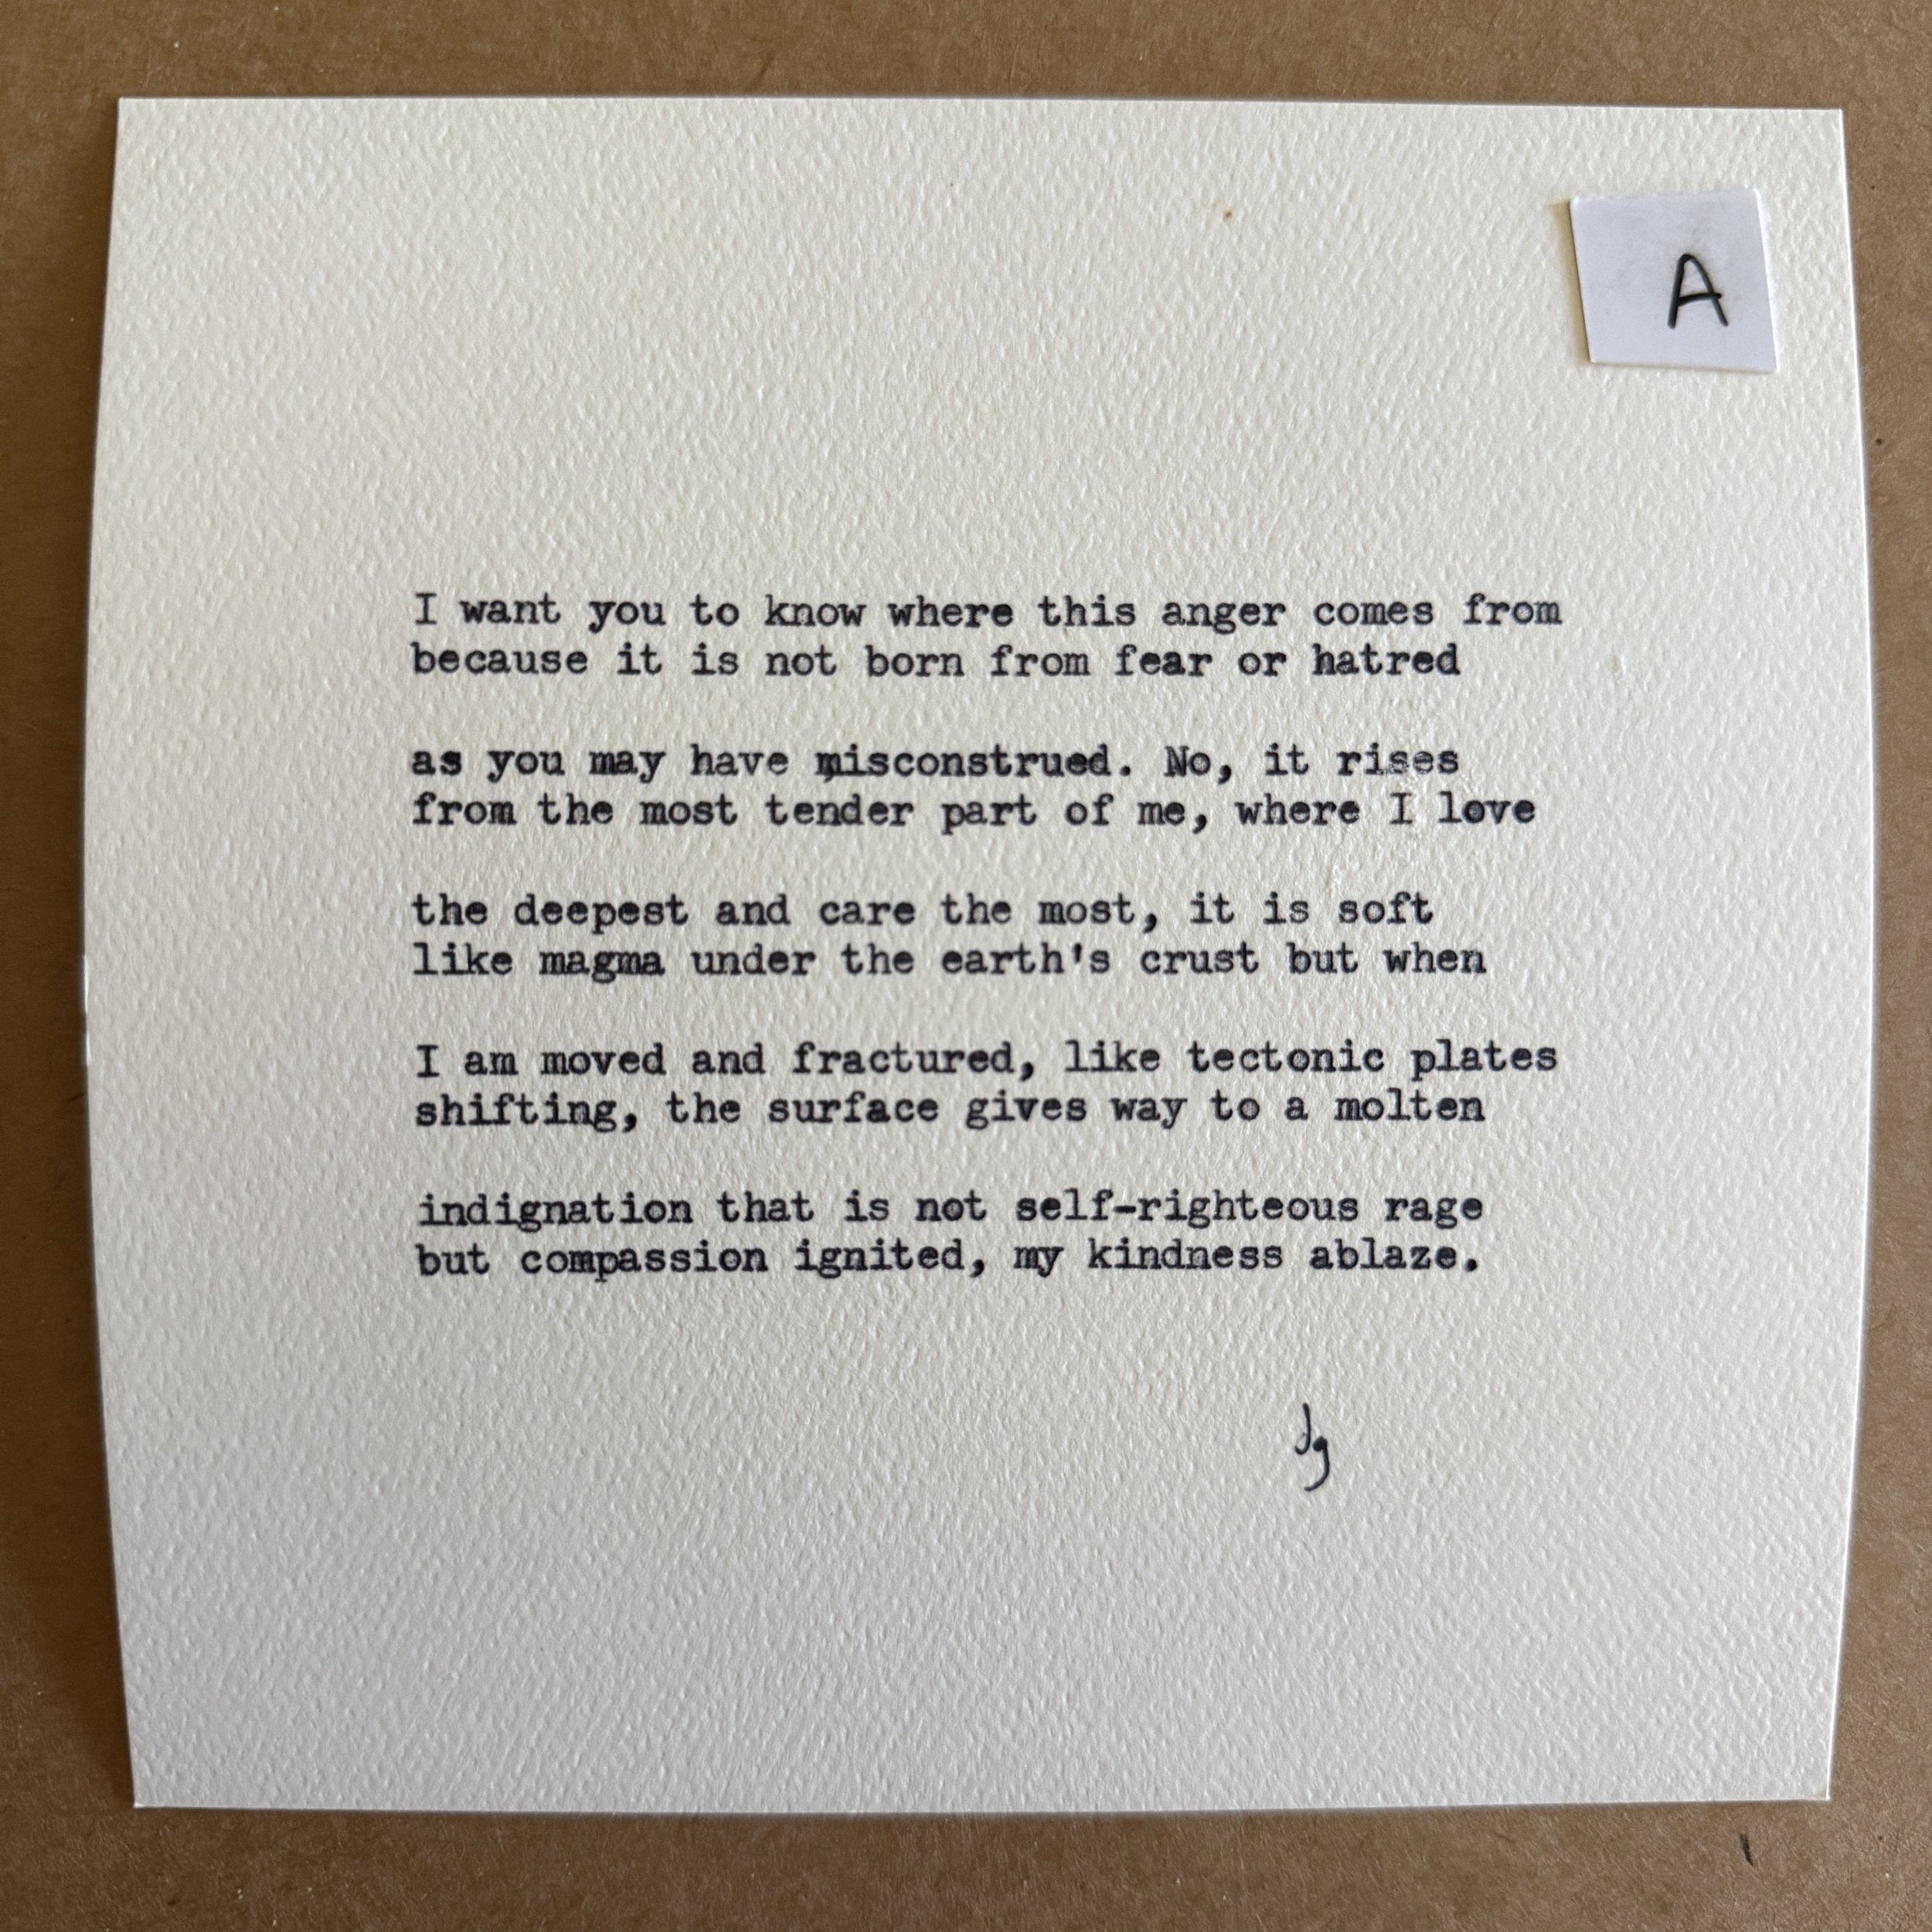 A
I want you to know where this anger comes from
because it is not born from fear or hatred
as you may have misconstrued. No, it rises
from the most tender part of me, where I love
the deepest and care the most, it is soft
like magma under the earth's crust but when
I am moved and fractured, like tectonic plates
shifting, the surface gives way to a molten
indignation that is not self-righteous rage
but compassion ignited, my kindness ablaze.
dg